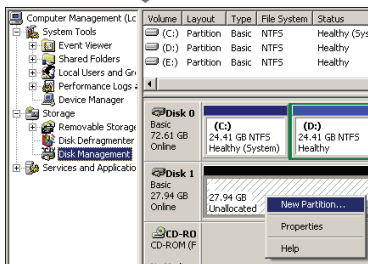 Computer Management (Lc
System Tools
Event Viewer
Shared Folders
Local Users and Gr
Performance Logs a
Device Manager
Storage
Removable Storage
Disk Defragmenter
Disk Management
Services and Applicatio
Volume Layout Type File System Status
(C:) Partition Basic NTFS Healthy (Sys
(D:) Partition Basic NTFS Healthy
(E:) Partition Basic NTFS Healthy
Disk 0
Basic
72.61 GB
Online
(C:)
24.41 GB NTFS
Healthy (System)
(D:)
24.41 GB NTFS
Healthy
Disk 1
Basic
27.94 GB
Online
27.94 GB
Unallocated
New Partition...
Properties
Help
CD-RO
CD-ROM (F